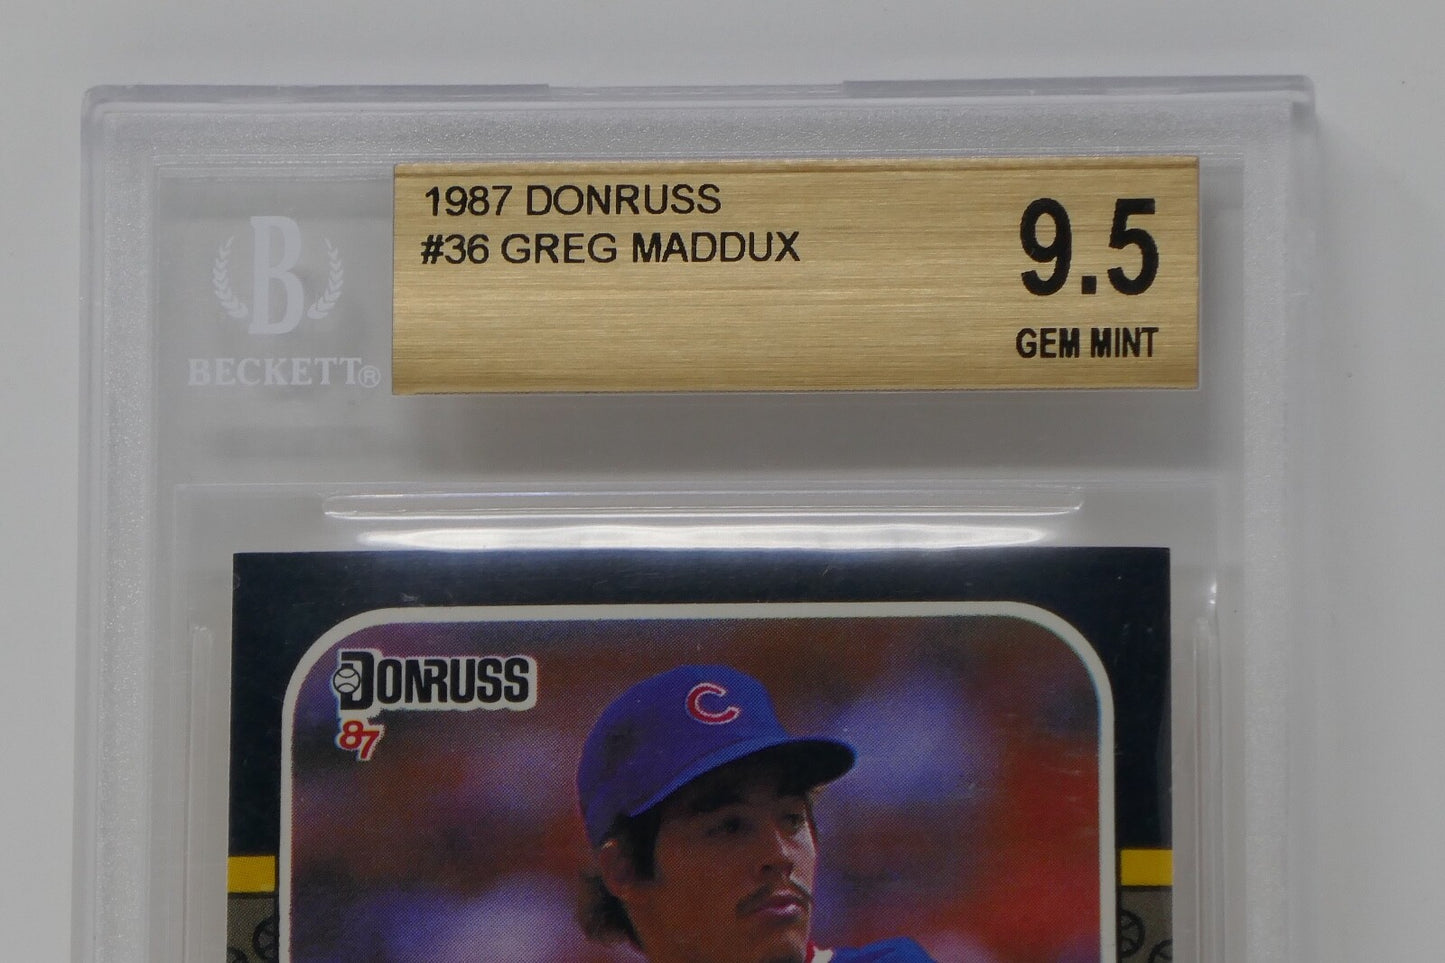 1987 DONRUSS
#36 GREG MADDUX
9.5
GEM MINT
B
BECKETT®
DONRUSS
87
C